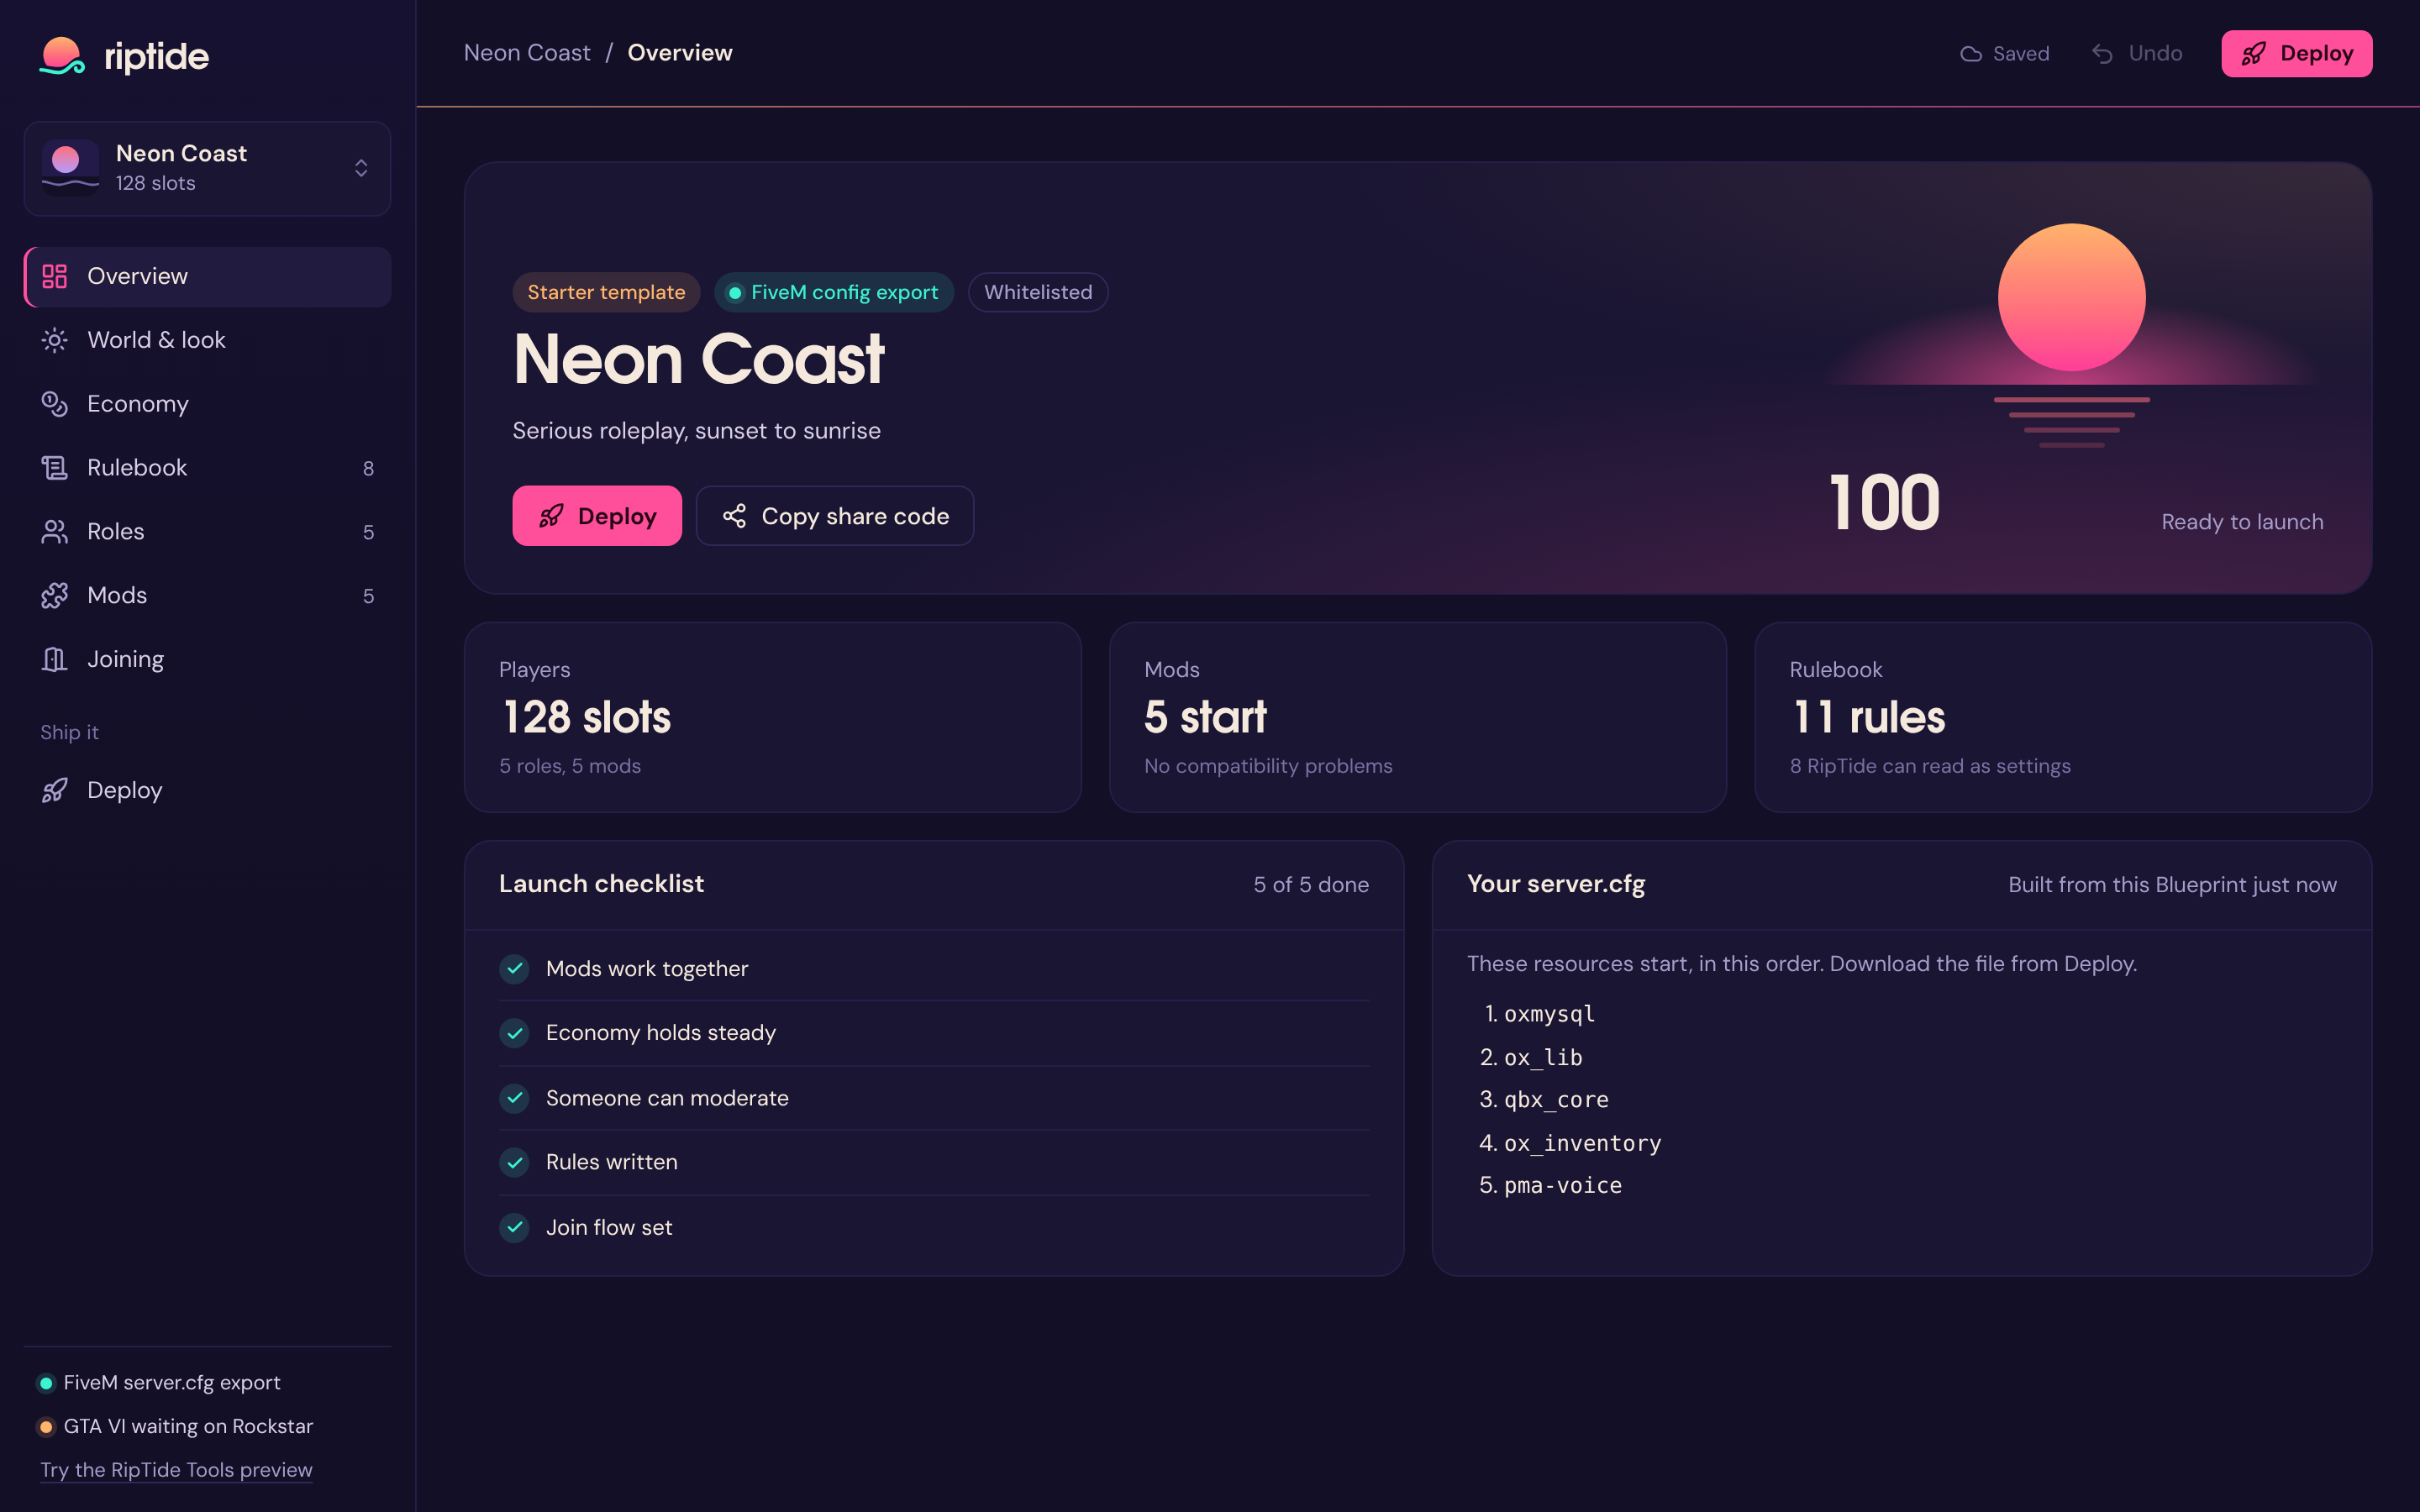 riptide
Neon Coast
128 slots
Overview
World & look
Economy
Rulebook 8
Roles 5
Mods 5
Joining
Ship it
Deploy
FiveM server.cfg export
GTA VI waiting on Rockstar
Try the RipTide Tools preview
Neon Coast / Overview
Saved
Undo
Deploy
Starter template
FiveM config export
Whitelisted
Neon Coast
Serious roleplay, sunset to sunrise
Deploy
Copy share code
100
Ready to launch
Players
128 slots
5 roles, 5 mods
Mods
5 start
No compatibility problems
Rulebook
11 rules
8 RipTide can read as settings
Launch checklist
5 of 5 done
Mods work together
Economy holds steady
Someone can moderate
Rules written
Join flow set
Your server.cfg
Built from this Blueprint just now
These resources start, in this order. Download the file from Deploy.
1. oxmysql
2. ox_lib
3. qbx_core
4. ox_inventory
5. pma-voice